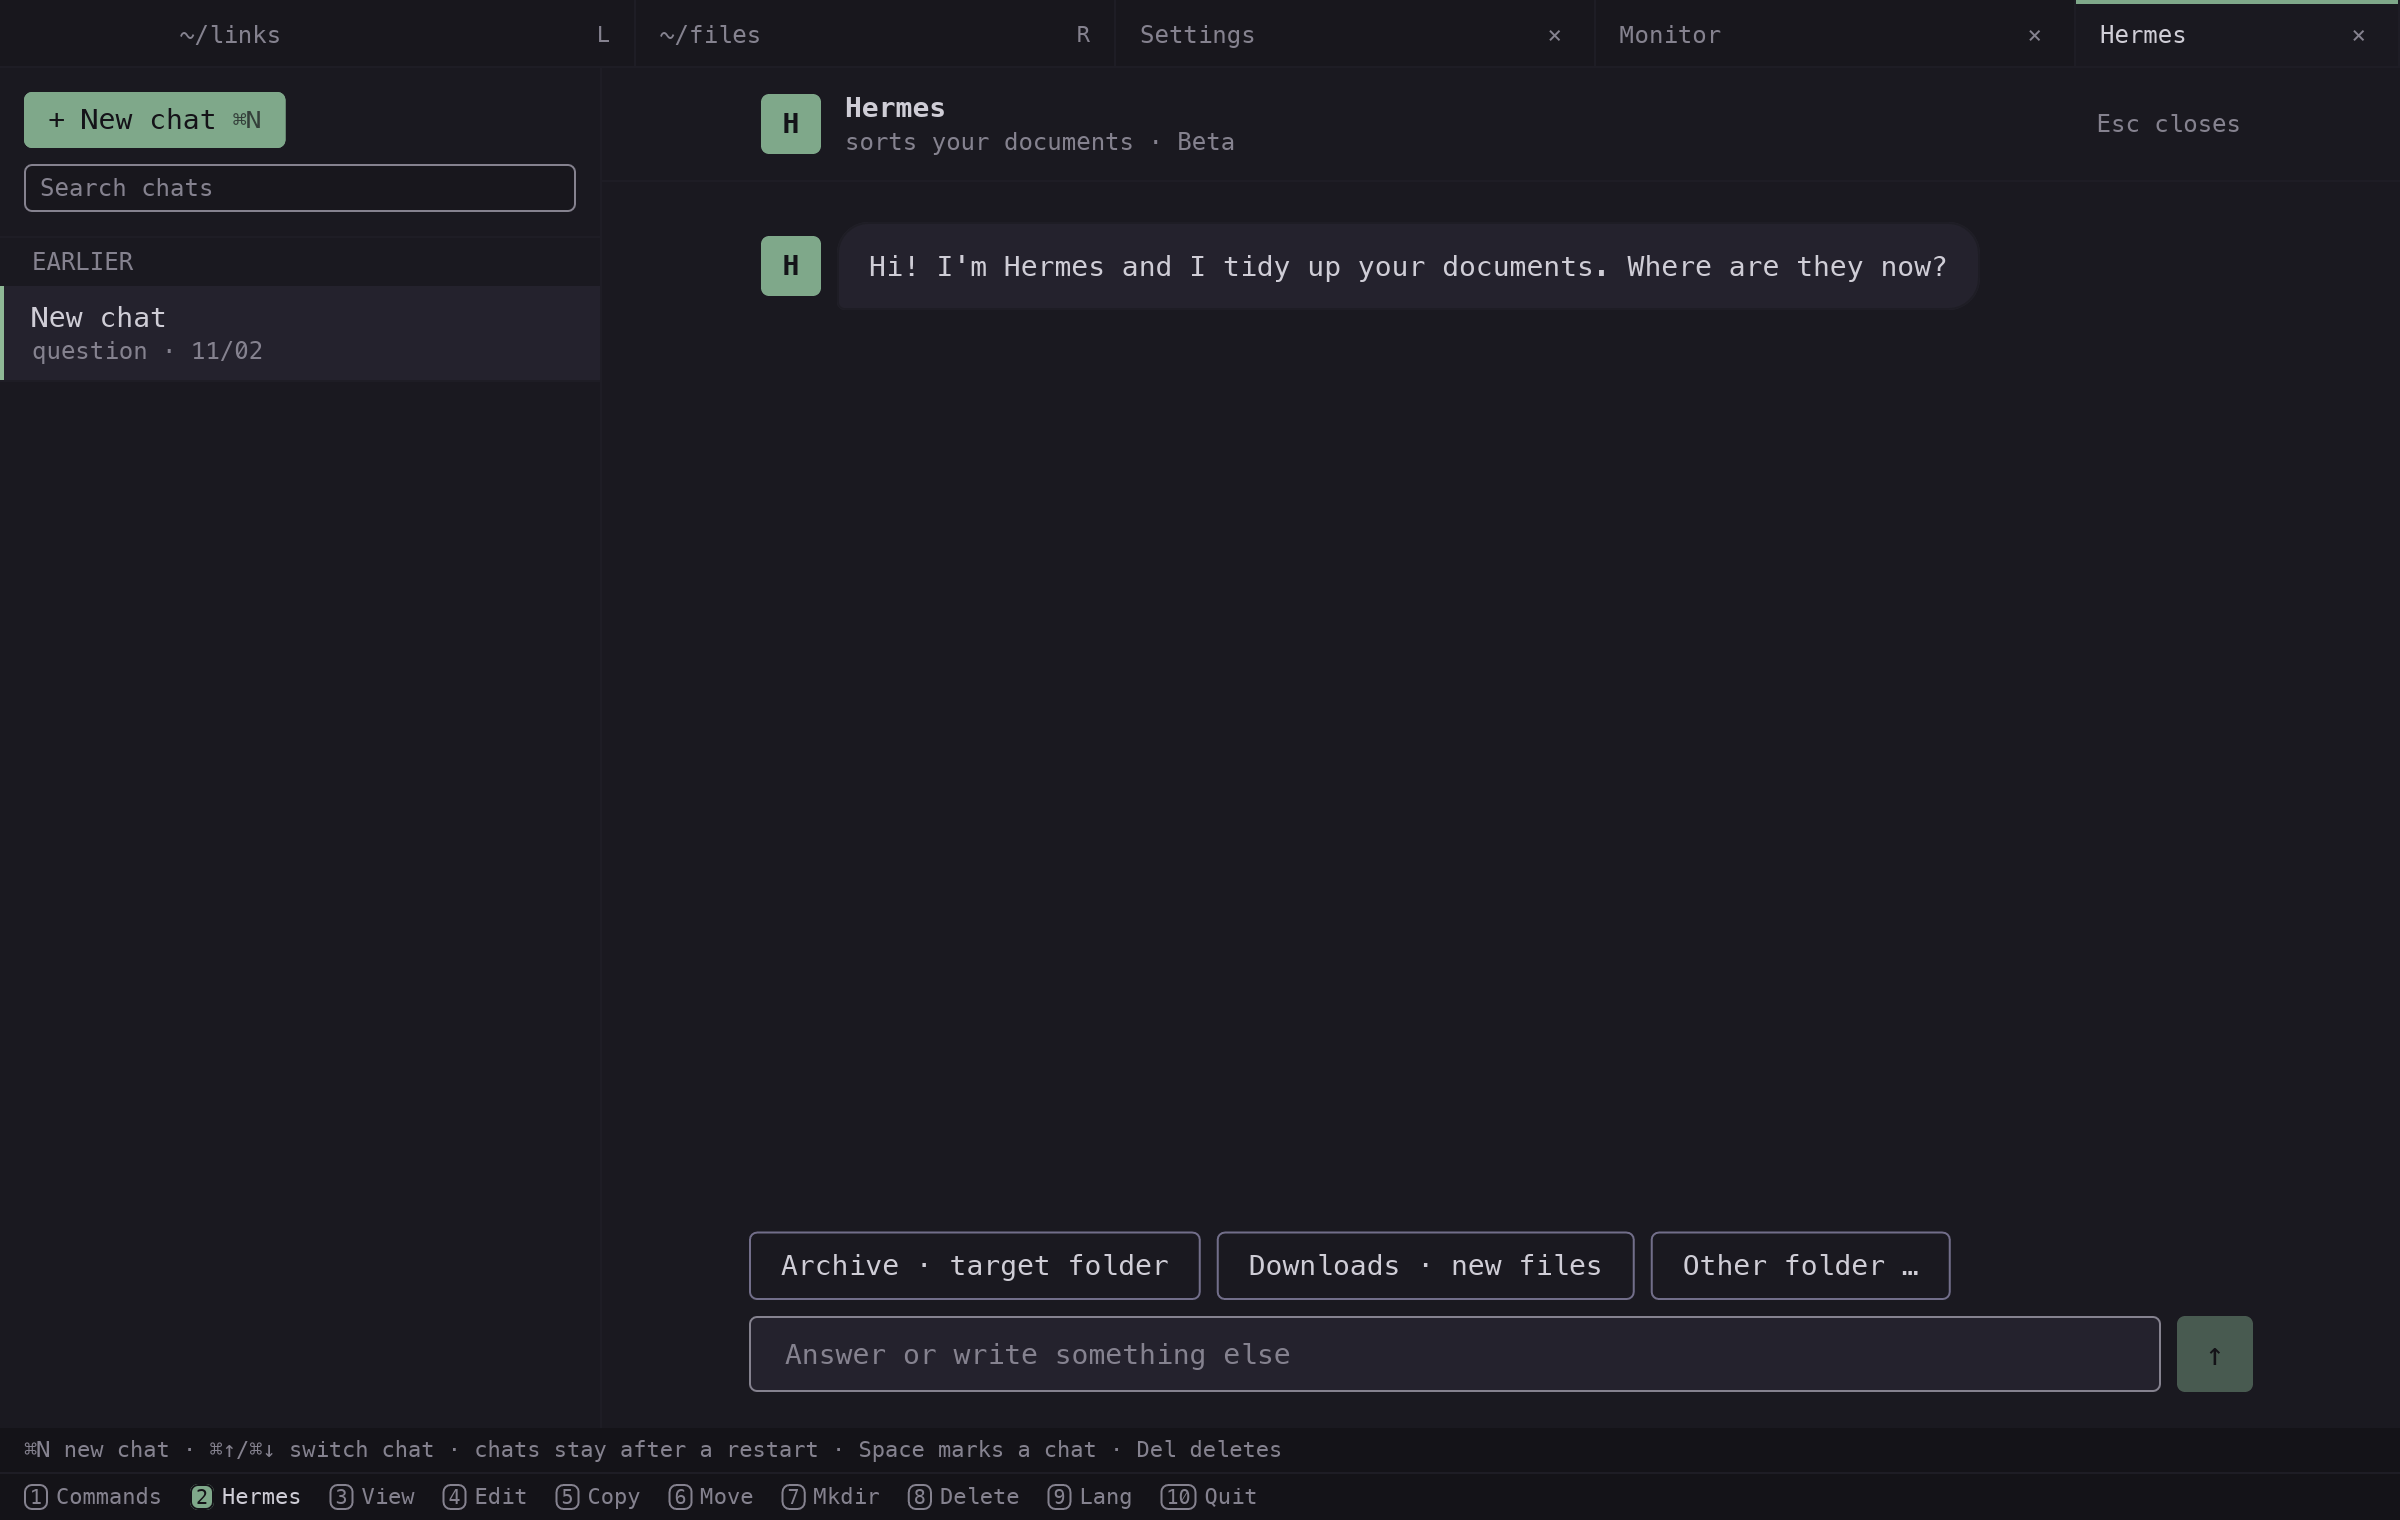 ~/links L ~/files R Settings × Monitor × Hermes ×
+ New chat ⌘N
Search chats
EARLIER
New chat
question · 11/02
H Hermes
sorts your documents · Beta
Esc closes
H Hi! I'm Hermes and I tidy up your documents. Where are they now?
Archive · target folder Downloads · new files Other folder …
Answer or write something else ↑
⌘N new chat · ⌘↑/⌘↓ switch chat · chats stay after a restart · Space marks a chat · Del deletes
1 Commands 2 Hermes 3 View 4 Edit 5 Copy 6 Move 7 Mkdir 8 Delete 9 Lang 10 Quit